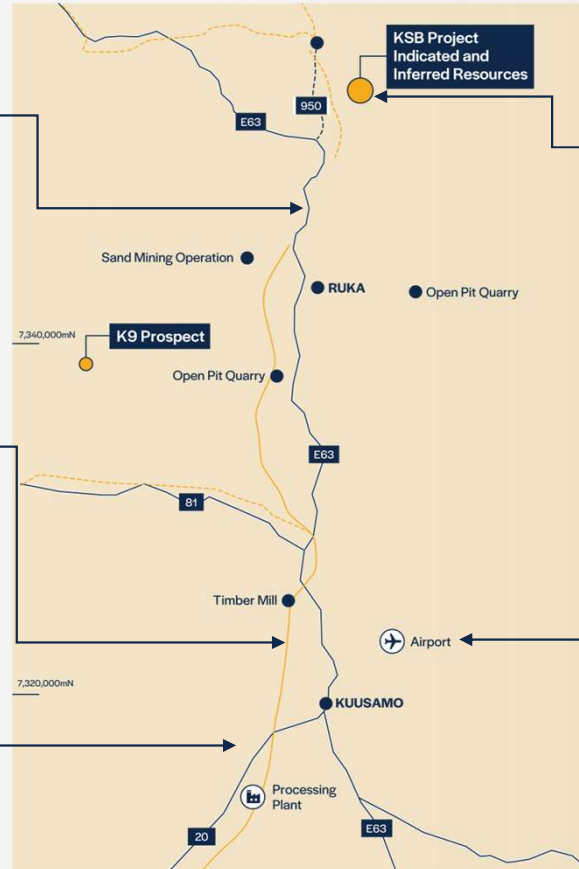 KSB Project
Indicated and
Inferred Resources
950
E63
Sand Mining Operation
RUKA
Open Pit Quarry
7,340,000mN
K9 Prospect
Open Pit Quarry
E63
81
Timber Mill
Airport
7,320,000mN
KUUSAMO
Processing
Plant
20
E63